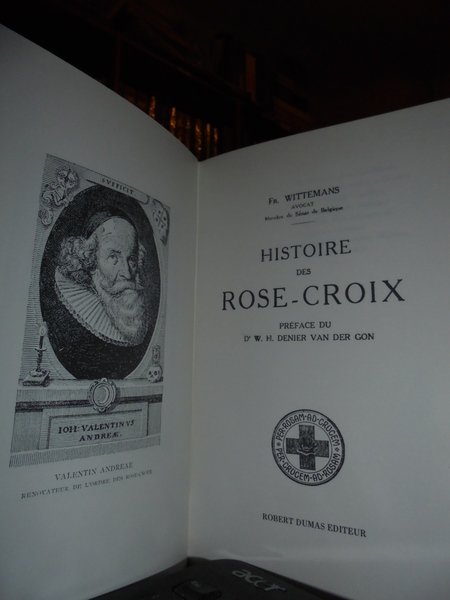 SVFFICIT
IOH: VALENTINVS
ANDREÆ.
VALENTIN ANDREAE
RÉNOVATEUR DE L'ORDRE DES ROSE-CROIX
FR. WITTEMANS
AVOCAT
Membre du Sénat de Belgique
HISTOIRE
DES
ROSE-CROIX
PRÉFACE DU
Dr W. H. DENIER VAN DER GON
PER·ROSAM·AD·CRUCEM
PER·CRUCEM·AD·ROSAM
ROBERT DUMAS ÉDITEUR
acer